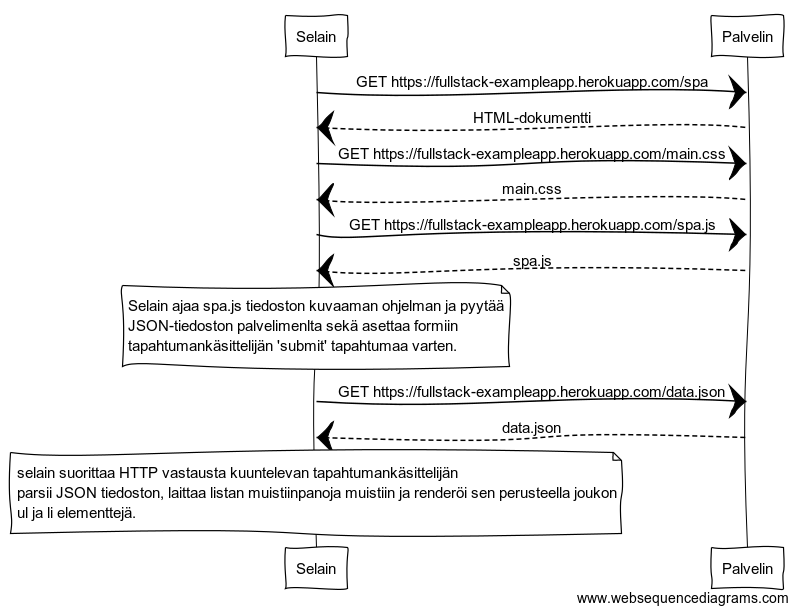 Selain
Palvelin
GET https://fullstack-exampleapp.herokuapp.com/spa
HTML-dokumentti
GET https://fullstack-exampleapp.herokuapp.com/main.css
main.css
GET https://fullstack-exampleapp.herokuapp.com/spa.js
spa.js
Selain ajaa spa.js tiedoston kuvaaman ohjelman ja pyytää
JSON-tiedoston palvelimenlta sekä asettaa formiin
tapahtumankäsittelijän 'submit' tapahtumaa varten.
GET https://fullstack-exampleapp.herokuapp.com/data.json
data.json
selain suorittaa HTTP vastausta kuuntelevan tapahtumankäsittelijän
parsii JSON tiedoston, laittaa listan muistiinpanoja muistiin ja renderöi sen perusteella joukon
ul ja li elementtejä.
Selain
Palvelin
www.websequencediagrams.com